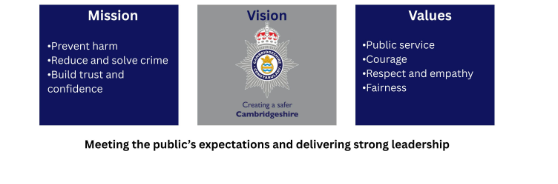 Mission
•Prevent harm
•Reduce and solve crime
•Build trust and
confidence
Vision
Creating a safer
Cambridgeshire
Values
•Public service
•Courage
•Respect and empathy
•Fairness
Meeting the public's expectations and delivering strong leadership